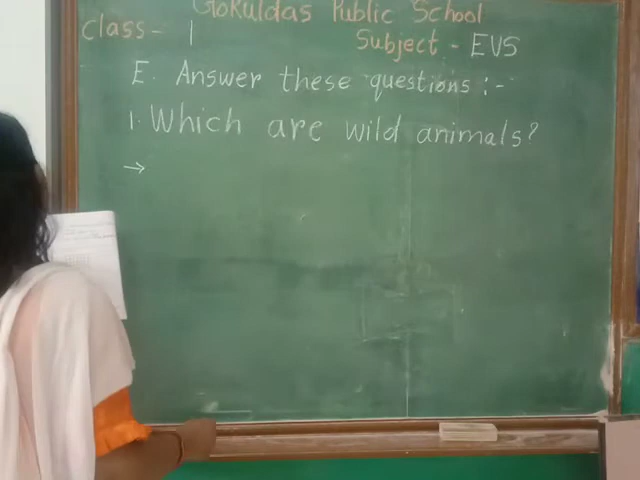 Gokuldas Public School
Class - 1 Subject - EVS
E. Answer these questions :-
1. Which are wild animals?
→